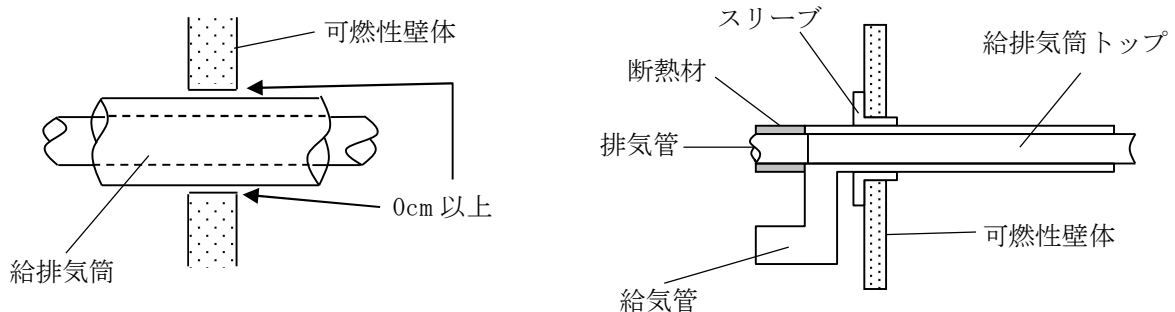 可燃性壁体
0cm 以上
給排気筒
スリーブ
給排気筒トップ
断熱材
排気管
可燃性壁体
給気管